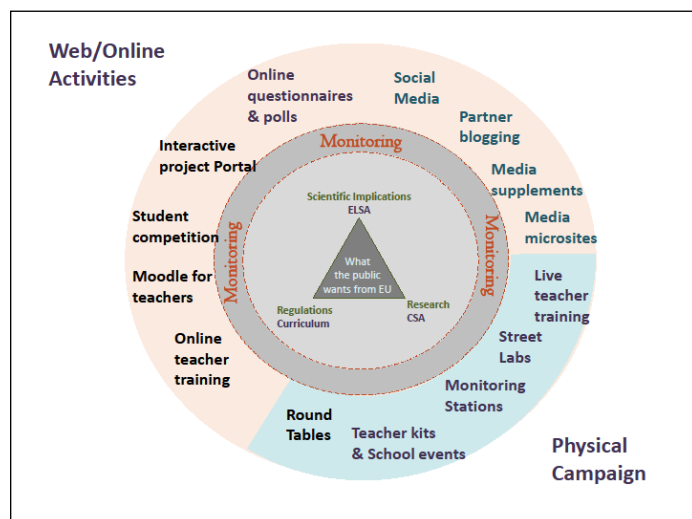 Web/Online
Activities
Online
questionnaires
& polls
Social
Media
Partner
blogging
Interactive
project Portal
Monitoring
Media
supplements
Scientific Implications
ELSA
Student
competition
Monitoring
Monitoring
Media
microsites
What
the public
wants from EU
Moodle for
teachers
Live
teacher
training
Regulations
Curriculum
Research
CSA
Online
teacher
training
Street
Labs
Monitoring
Stations
Round
Tables
Teacher kits
& School events
Physical
Campaign